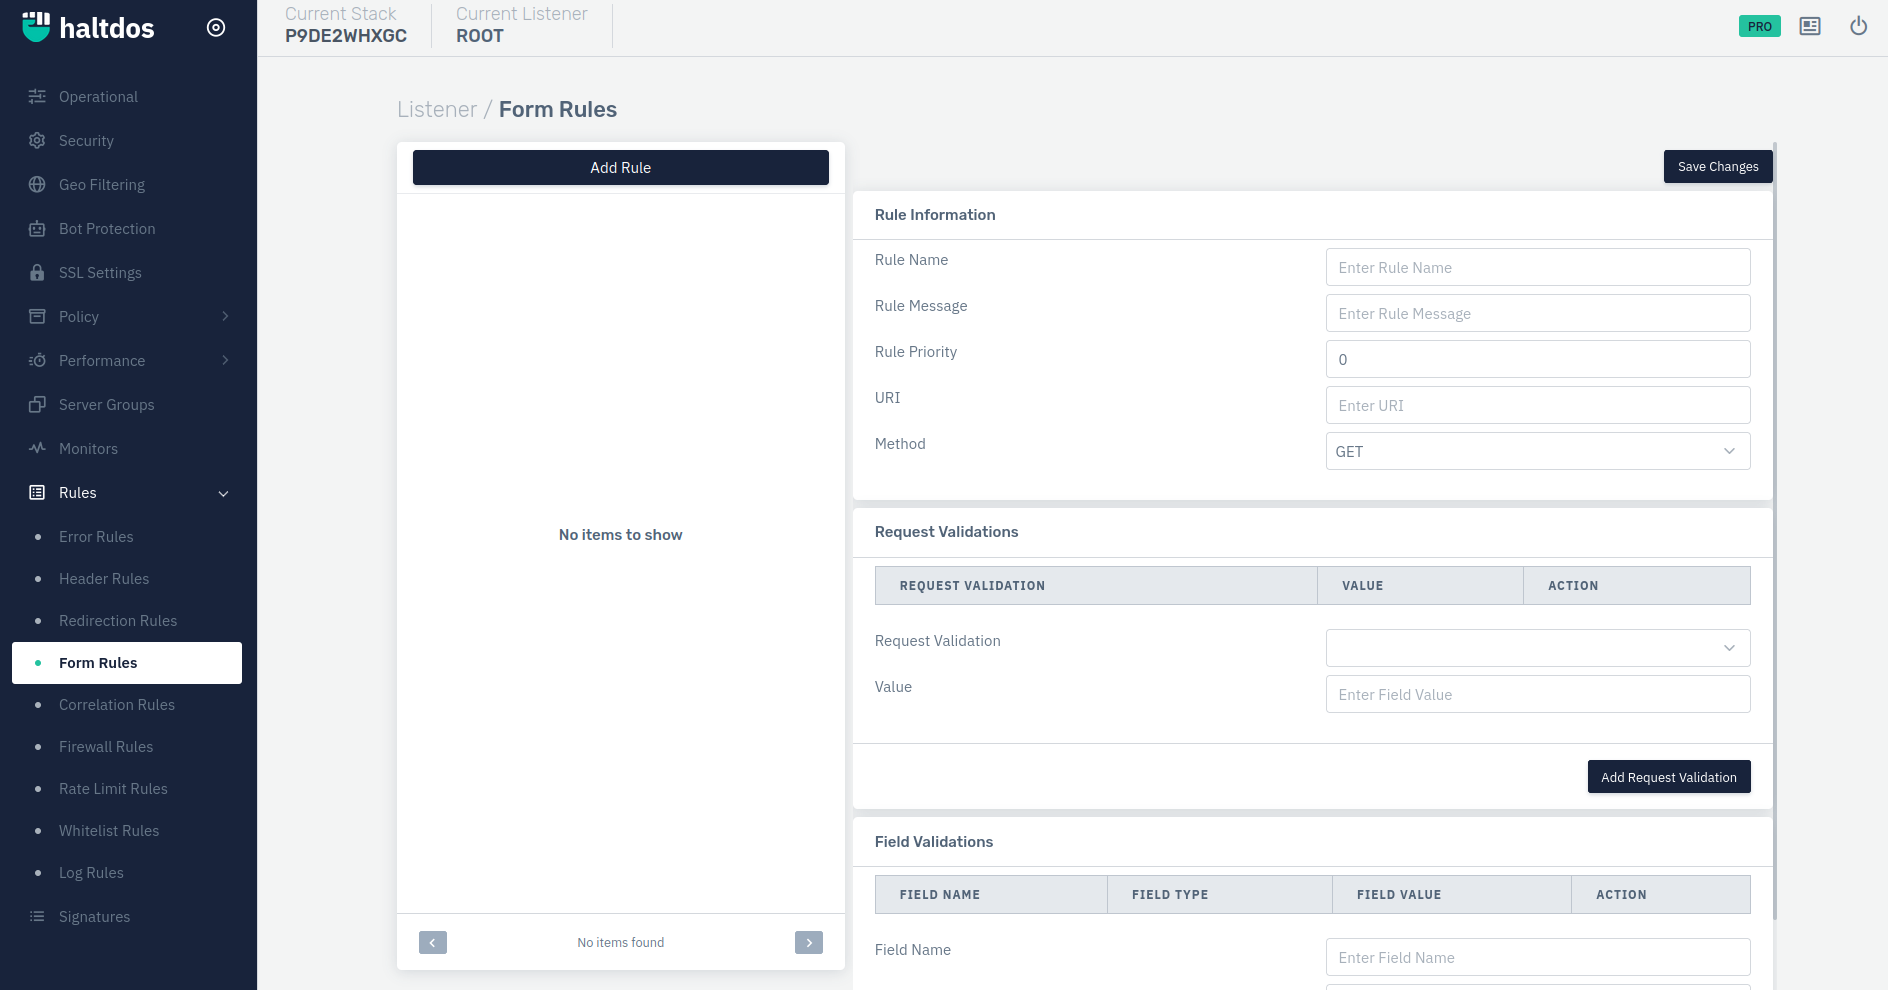 haltdos
Current Stack
P9DE2WHXGC
Current Listener
ROOT
PRO
Operational
Security
Geo Filtering
Bot Protection
SSL Settings
Policy
Performance
Server Groups
Monitors
Rules
Error Rules
Header Rules
Redirection Rules
Form Rules
Correlation Rules
Firewall Rules
Rate Limit Rules
Whitelist Rules
Log Rules
Signatures
Listener / Form Rules
Add Rule
No items to show
No items found
Save Changes
Rule Information
Rule Name
Enter Rule Name
Rule Message
Enter Rule Message
Rule Priority
0
URI
Enter URI
Method
GET
Request Validations
REQUEST VALIDATION VALUE ACTION
Request Validation
Value
Enter Field Value
Add Request Validation
Field Validations
FIELD NAME FIELD TYPE FIELD VALUE ACTION
Field Name
Enter Field Name